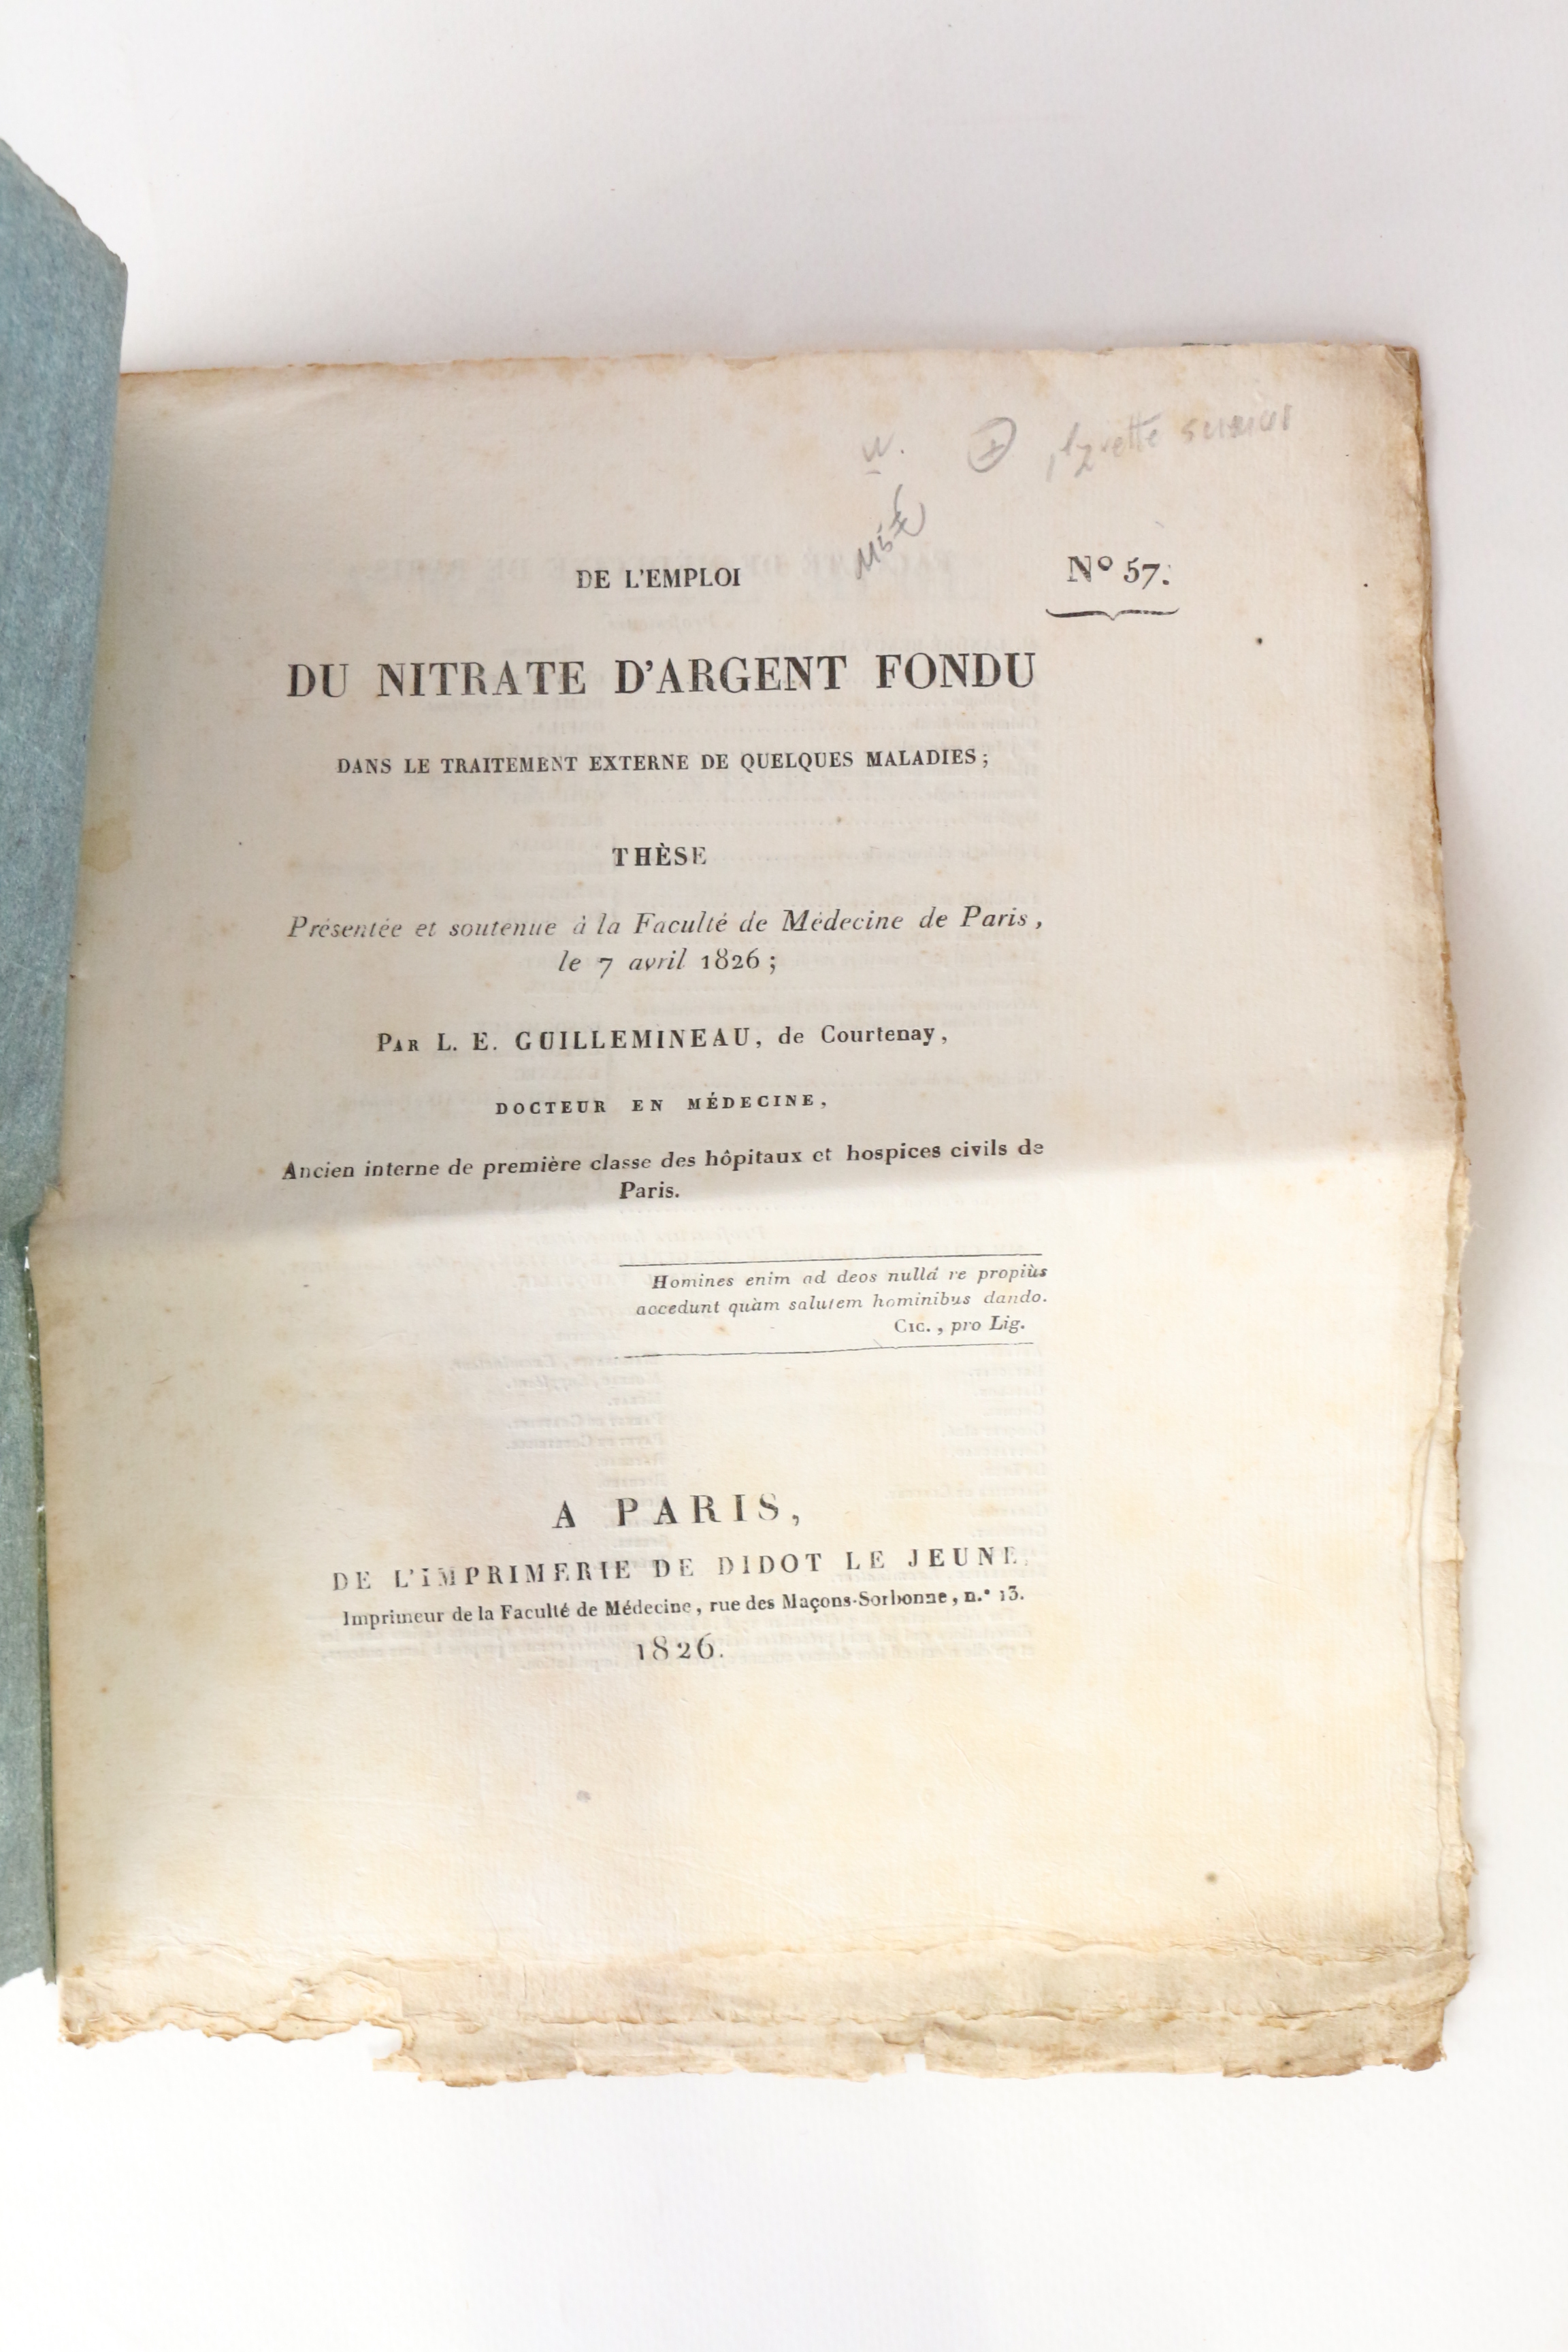 N° 57.
DE L'EMPLOI
DU NITRATE D'ARGENT FONDU
DANS LE TRAITEMENT EXTERNE DE QUELQUES MALADIES;
THÈSE
Présentée et soutenue à la Faculté de Médecine de Paris,
le 7 avril 1826;
PAR L. E. GUILLEMINEAU, de Courtenay,
DOCTEUR EN MÉDECINE,
Ancien interne de première classe des hôpitaux et hospices civils de
Paris.
Homines enim ad deos nullâ re propiùs
accedunt quàm salutem hominibus dando.
CIC., pro Lig.
A PARIS,
DE L'IMPRIMERIE DE DIDOT LE JEUNE,
Imprimeur de la Faculté de Médecine, rue des Maçons-Sorbonne, n.° 13.
1826.